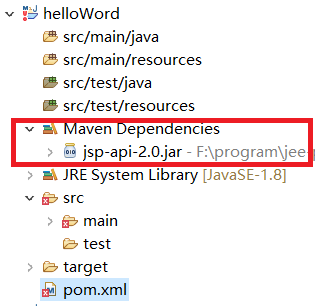 helloWord
src/main/java
src/main/resources
src/test/java
src/test/resources
Maven Dependencies
jsp-api-2.0.jar - F:\program\jee
JRE System Library [JavaSE-1.8]
src
main
test
target
pom.xml